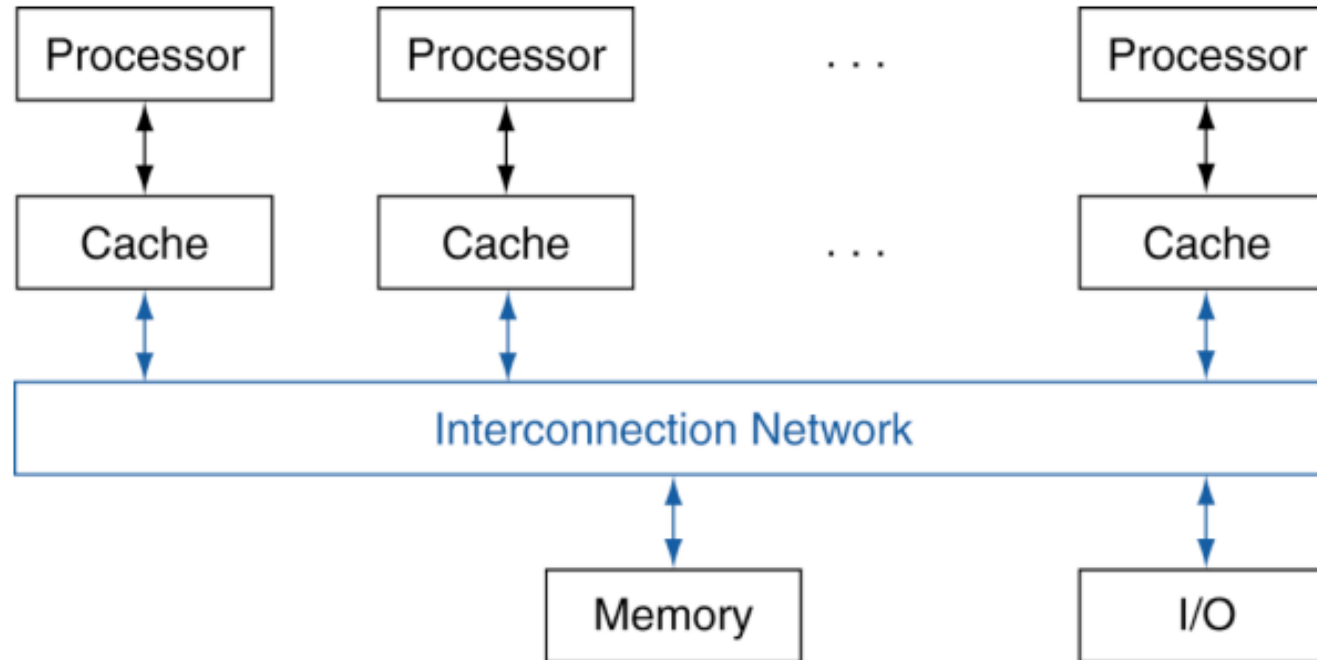 Processor Processor . . . Processor
Cache Cache . . . Cache
Interconnection Network
Memory I/O